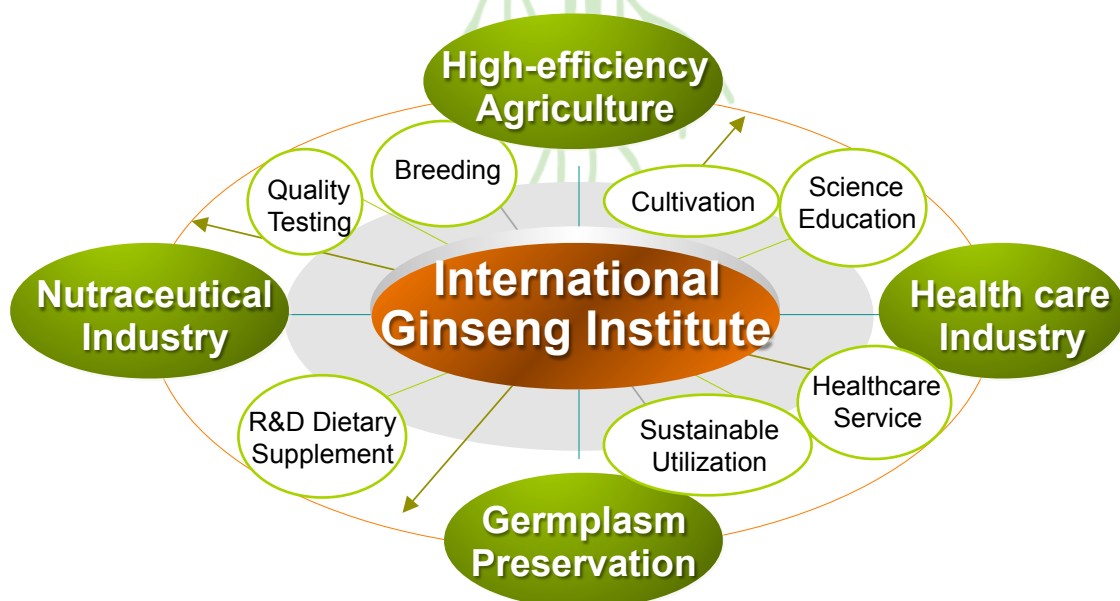 High-efficiency
Agriculture
Breeding
Quality
Testing
Cultivation
Science
Education
International
Ginseng Institute
Nutraceutical
Industry
Health care
Industry
Healthcare
Service
R&D Dietary
Supplement
Sustainable
Utilization
Germplasm
Preservation